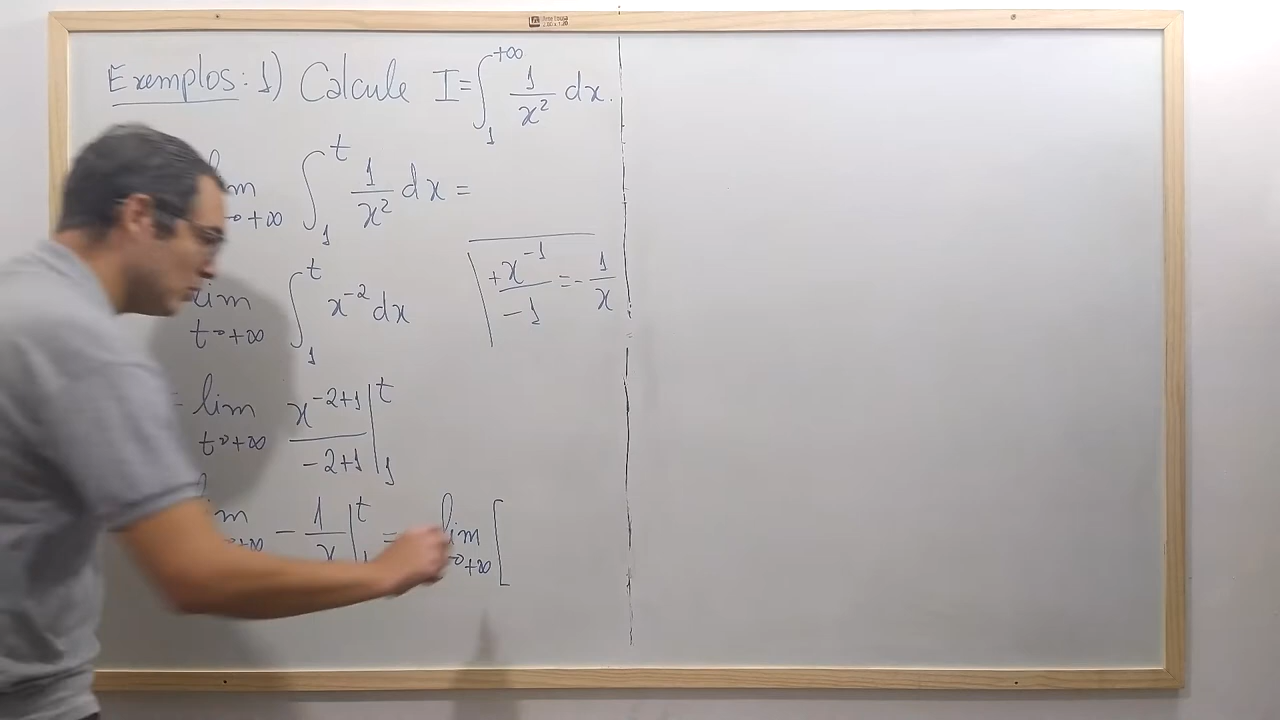 Exemplos: 1) Calcule I = ∫₁^{+∞} 1/x² dx.
∫₁^t 1/x² dx =
lim t→+∞ ∫₁^t x^{-2} dx
+x^{-1}/-1 = -1/x
= lim t→+∞ x^{-2+1}/-2+1 |₁^t
lim - 1/x |₁^t = lim [